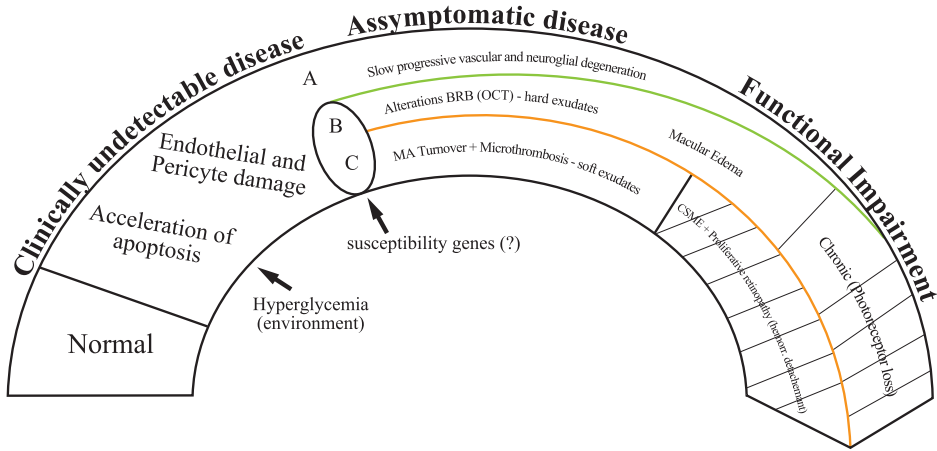 Clinically undetectable disease
Assymptomatic disease
Functional Impairment
A
Slow progressive vascular and neuroglial degeneration
B
Alterations BRB (OCT) - hard exudates
C
MA Turnover + Microthrombosis - soft exudates
Macular Edema
Endothelial and
Pericyte damage
Acceleration of
apoptosis
Normal
susceptibility genes (?)
Hyperglycemia
(environment)
CSME + Proliferative retinopathy (hemorr. detachemant)
Chronic (Photoreceptor loss)